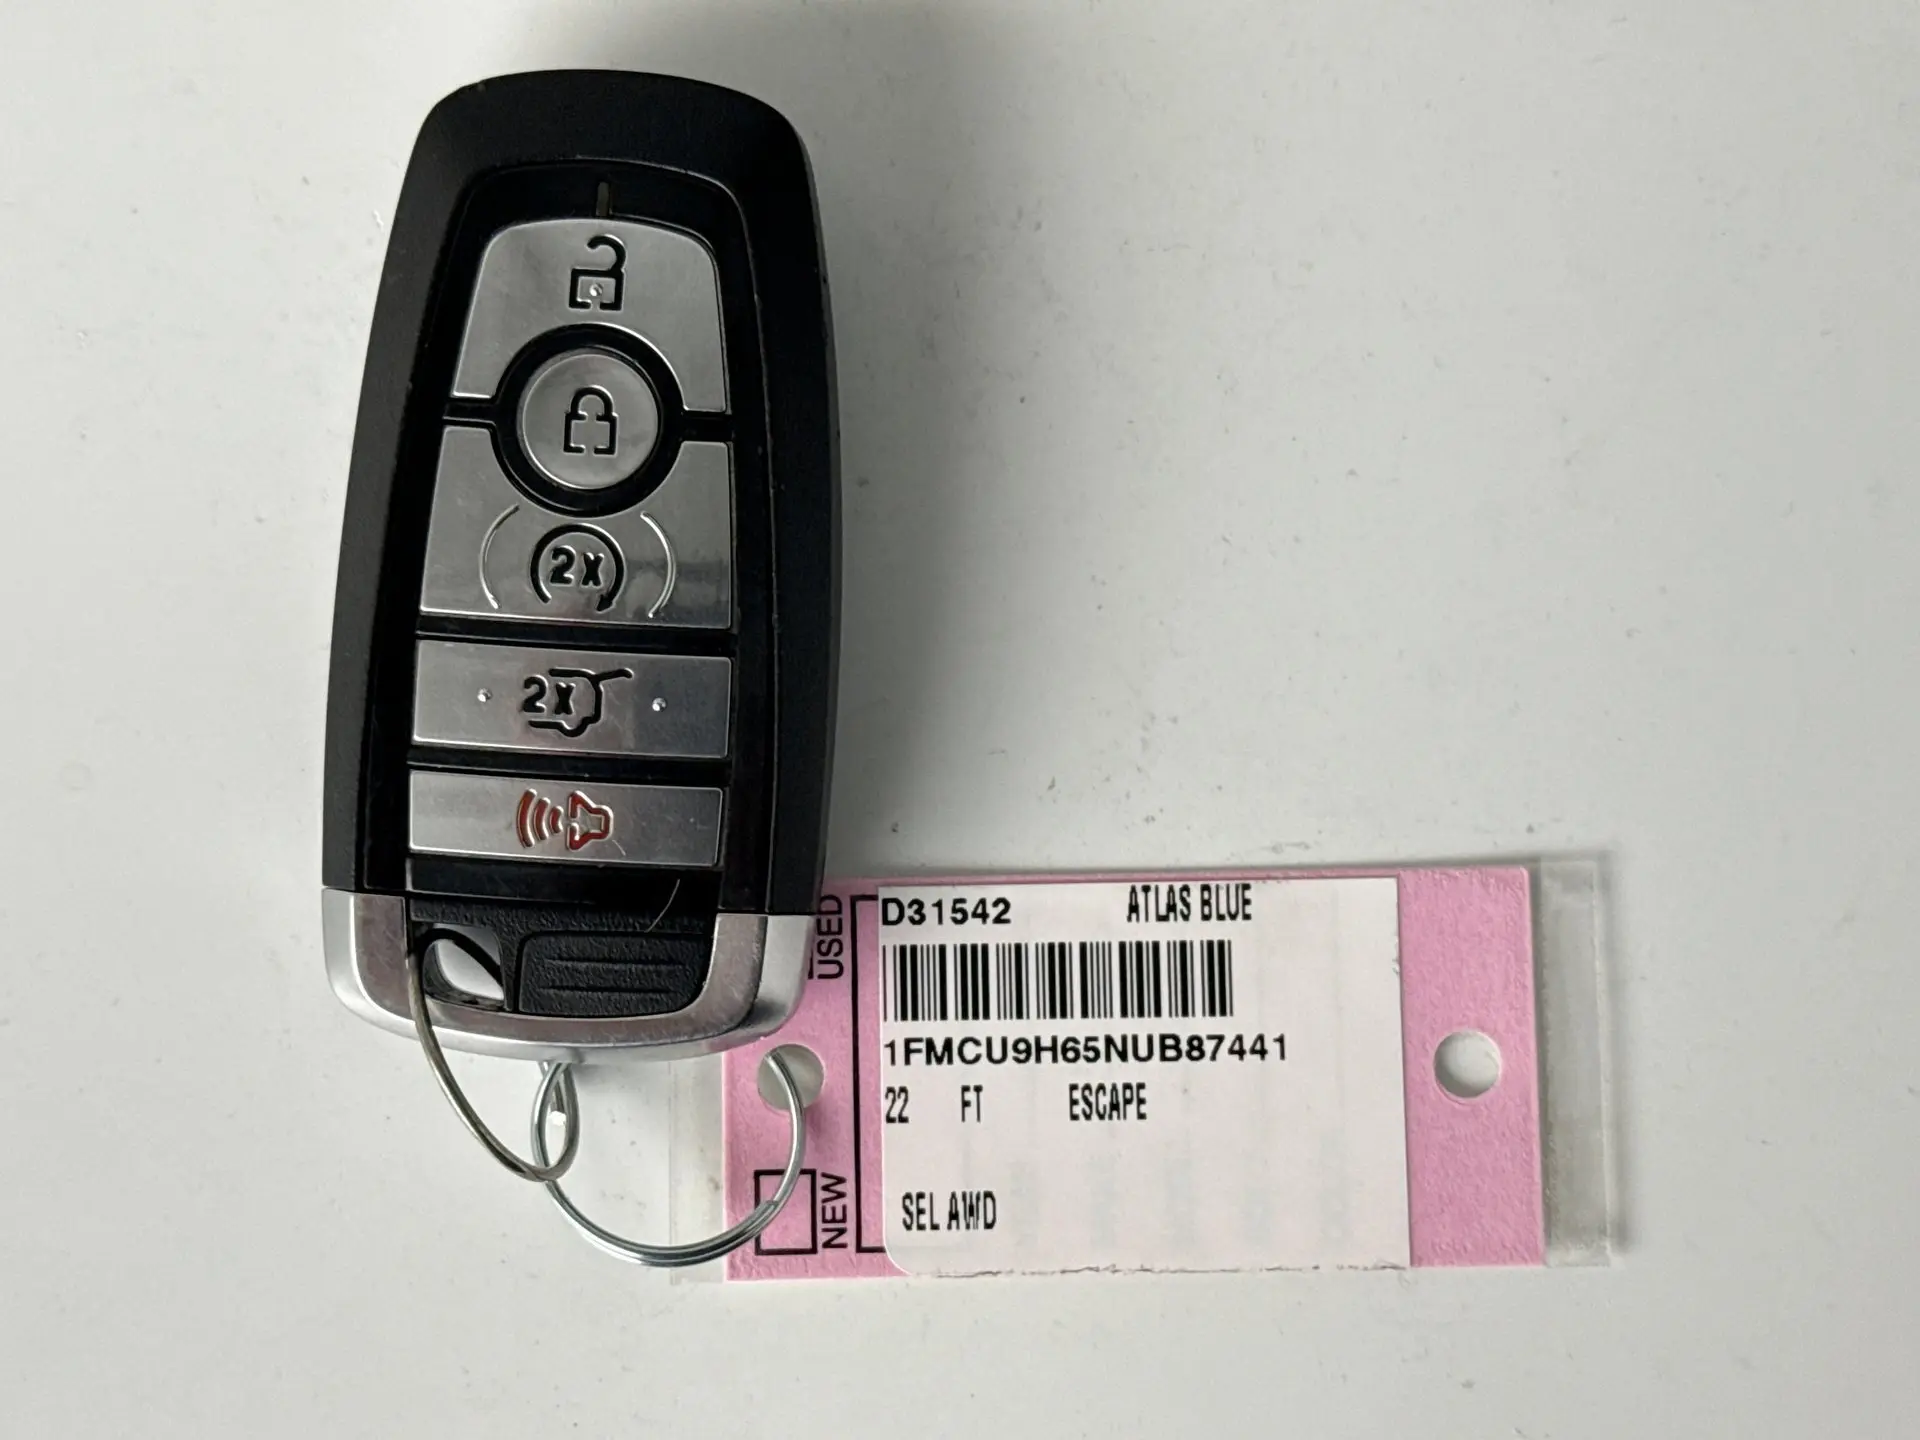 2X
2X
D31542 ATLAS BLUE
1FMCU9H65NUB87441
22 FT ESCAPE
SEL AWD
USED
NEW